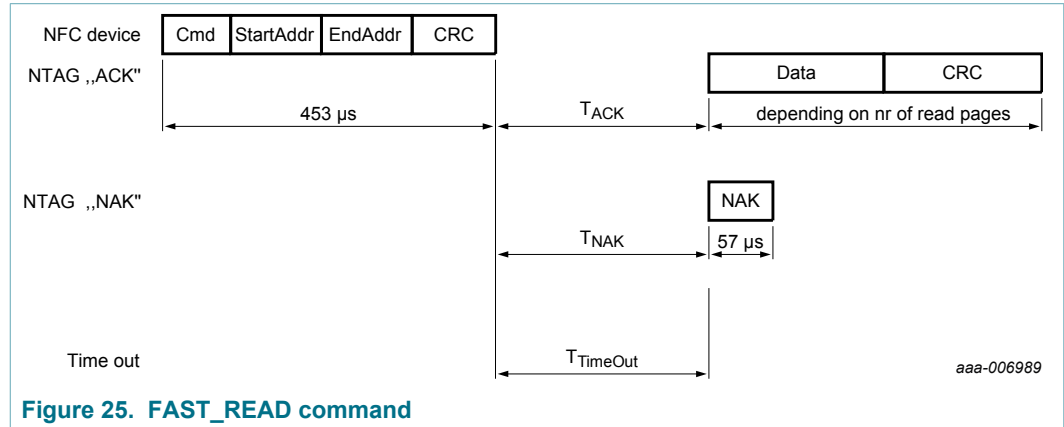 NFC device Cmd StartAddr EndAddr CRC
NTAG ,,ACK" Data CRC
453 µs TACK depending on nr of read pages
NTAG ,,NAK" NAK
TNAK 57 µs
Time out TTimeOut aaa-006989
Figure 25. FAST_READ command